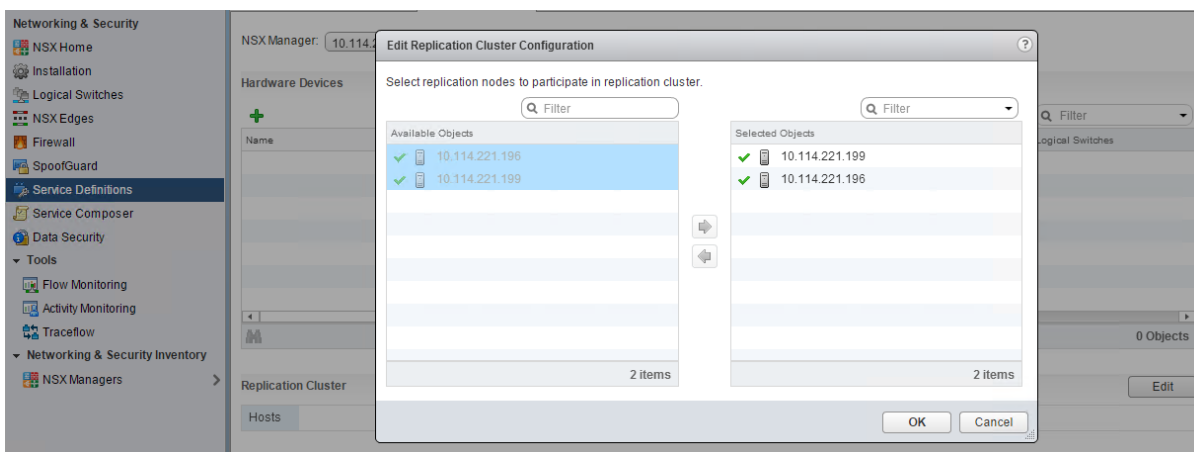 Networking & Security
NSX Home
Installation
Logical Switches
NSX Edges
Firewall
SpoofGuard
Service Definitions
Service Composer
Data Security
Tools
Flow Monitoring
Activity Monitoring
Traceflow
Networking & Security Inventory
NSX Managers
NSX Manager: 10.114.2
Hardware Devices
Name
Filter
Logical Switches
0 Objects
Replication Cluster
Edit
Hosts
Edit Replication Cluster Configuration
?
Select replication nodes to participate in replication cluster.
Filter
Filter
Available Objects
10.114.221.196
10.114.221.199
2 items
Selected Objects
10.114.221.199
10.114.221.196
2 items
OK
Cancel